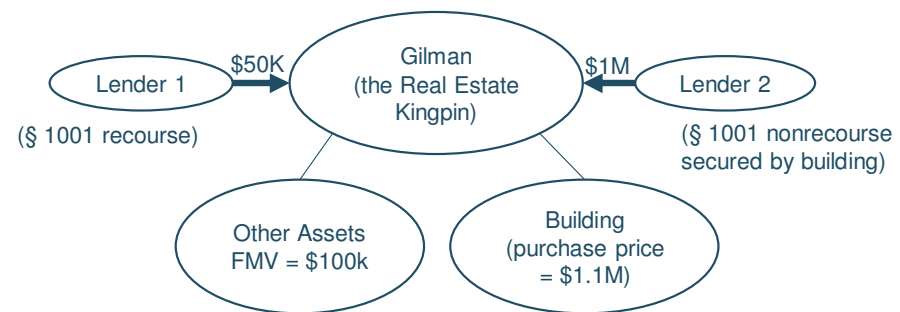 $50K
Gilman
(the Real Estate
Kingpin)
$1M
Lender 1
Lender 2
(§ 1001 recourse)
(§ 1001 nonrecourse
secured by building)
Other Assets
FMV = $100k
Building
(purchase price
= $1.1M)